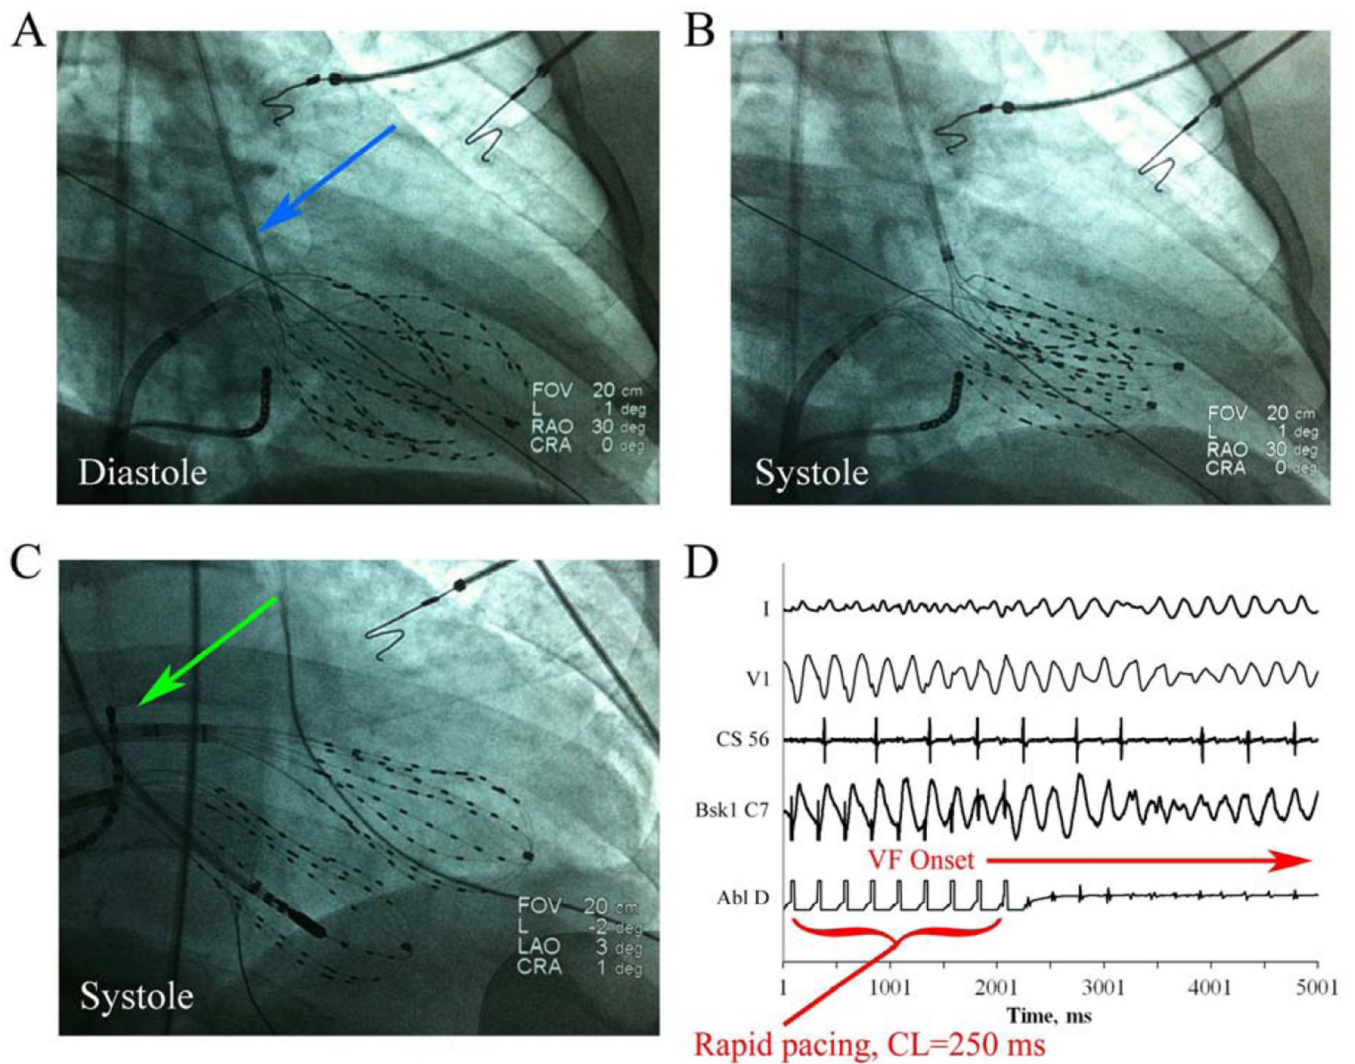 A
B
FOV 20 cm
L 1 deg
RAO 30 deg
CRA 0 deg
Diastole
FOV 20 cm
L 1 deg
RAO 30 deg
CRA 0 deg
Systole
C
D
FOV 20 cm
L -2 deg
LAO 3 deg
CRA 1 deg
Systole
I
V1
CS 56
Bsk1 C7
VF Onset
Abl D
1 1001 2001 3001 4001 5001
Time, ms
Rapid pacing, CL=250 ms